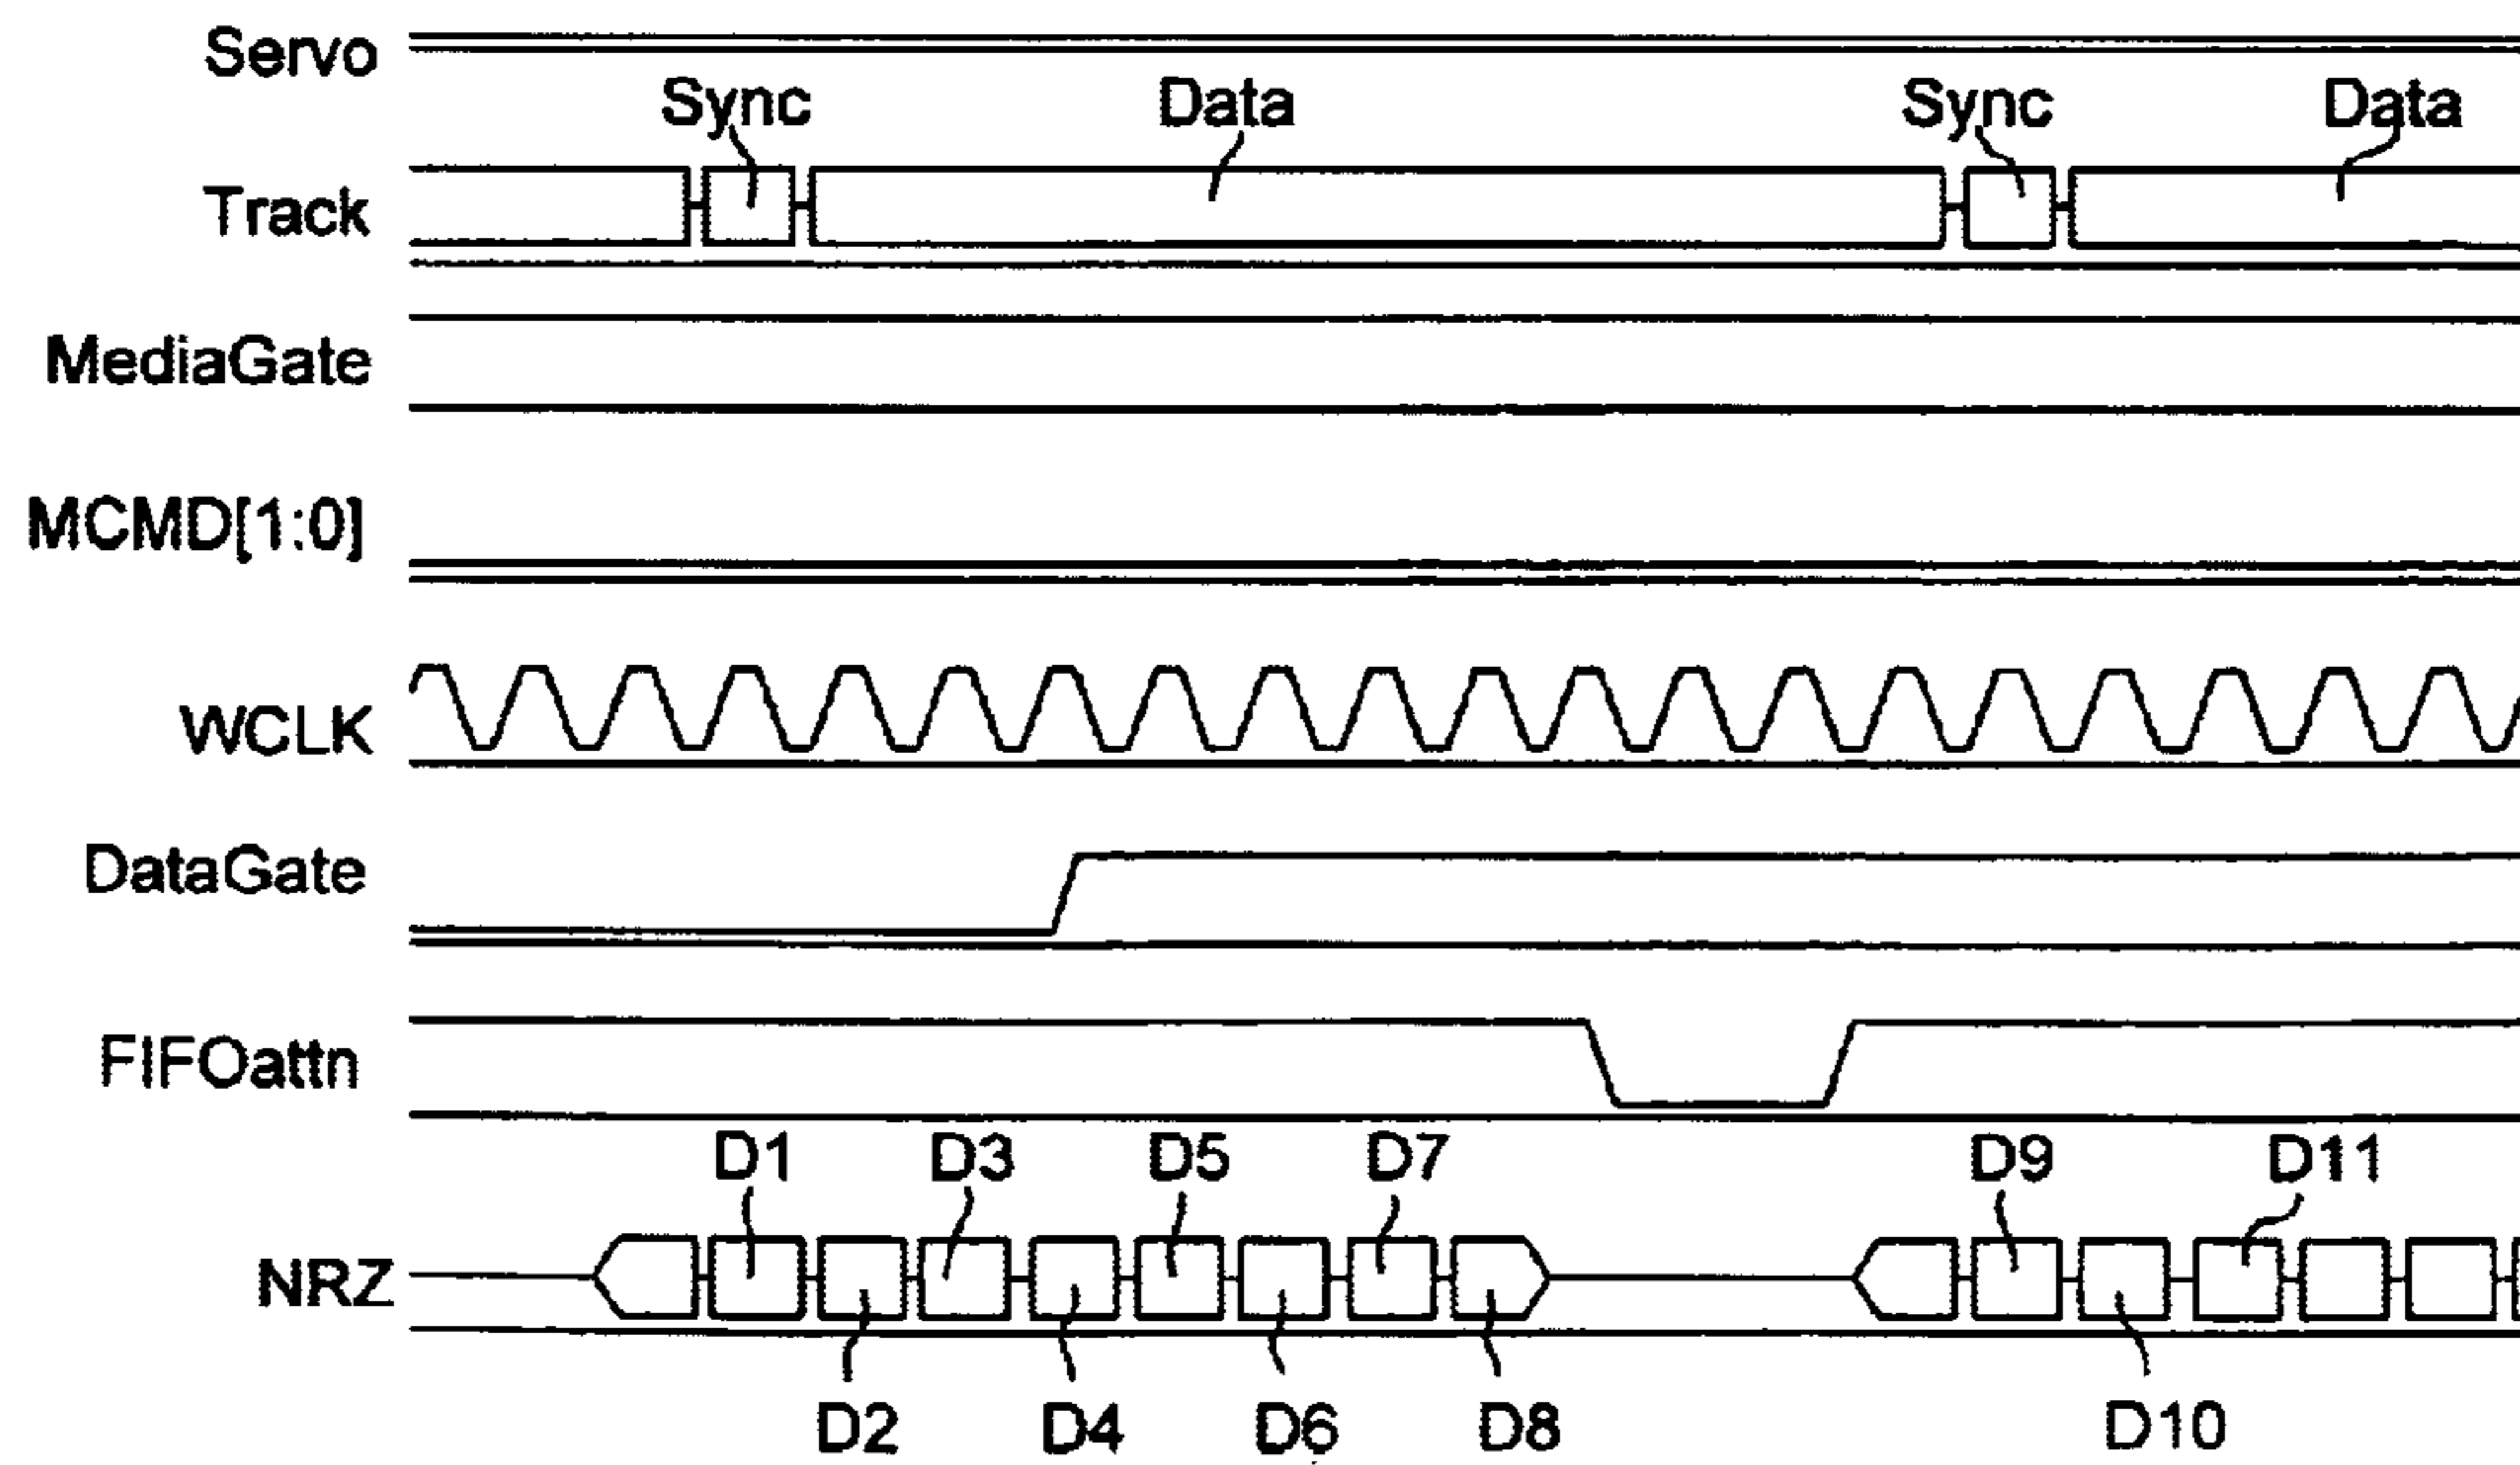 Servo
Sync Data Sync Data
Track
MediaGate
MCMD[1:0]
WCLK
DataGate
FIFOattn
D1 D3 D5 D7 D9 D11
NRZ
D2 D4 D6 D8 D10